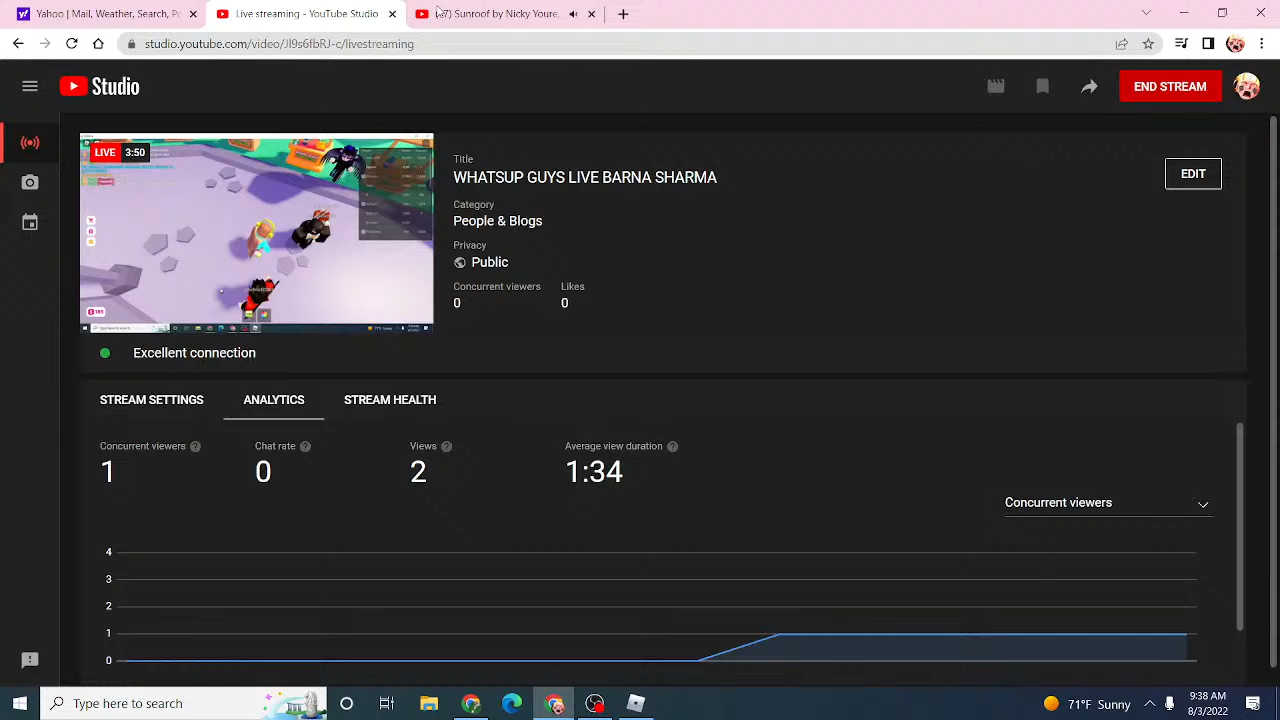 Yahoo | Mail, Weather, Search, Po
Live streaming - YouTube Studio
Sunroof by Nicky Youre,
studio.youtube.com/video/Jl9s6fbRJ-c/livestreaming
Studio
END STREAM
LIVE 3:50
Title
WHATSUP GUYS LIVE BARNA SHARMA
EDIT
Category
People & Blogs
Privacy
Public
Concurrent viewers Likes
0 0
Excellent connection
STREAM SETTINGS ANALYTICS STREAM HEALTH
Concurrent viewers Chat rate Views Average view duration
1 0 2 1:34
Concurrent viewers
4
3
2
1
0
Type here to search
71°F Sunny
9:38 AM
8/3/2022